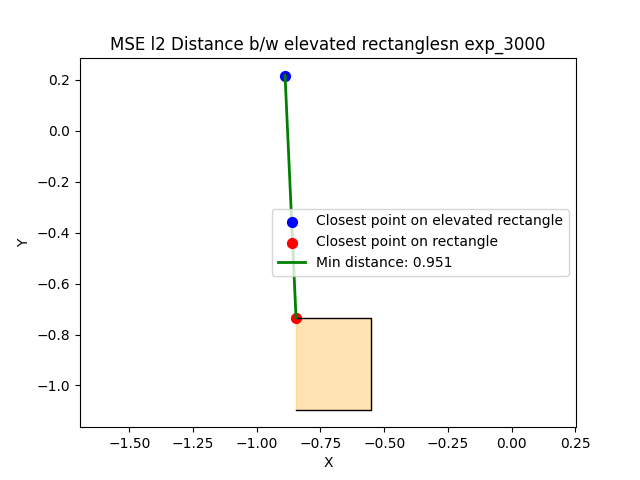 MSE l2 Distance b/w elevated rectanglesn exp_3000
0.2
0.0
−0.2
−0.4
−0.6
−0.8
−1.0
Y
Closest point on elevated rectangle
Closest point on rectangle
Min distance: 0.951
−1.50 −1.25 −1.00 −0.75 −0.50 −0.25 0.00 0.25
X